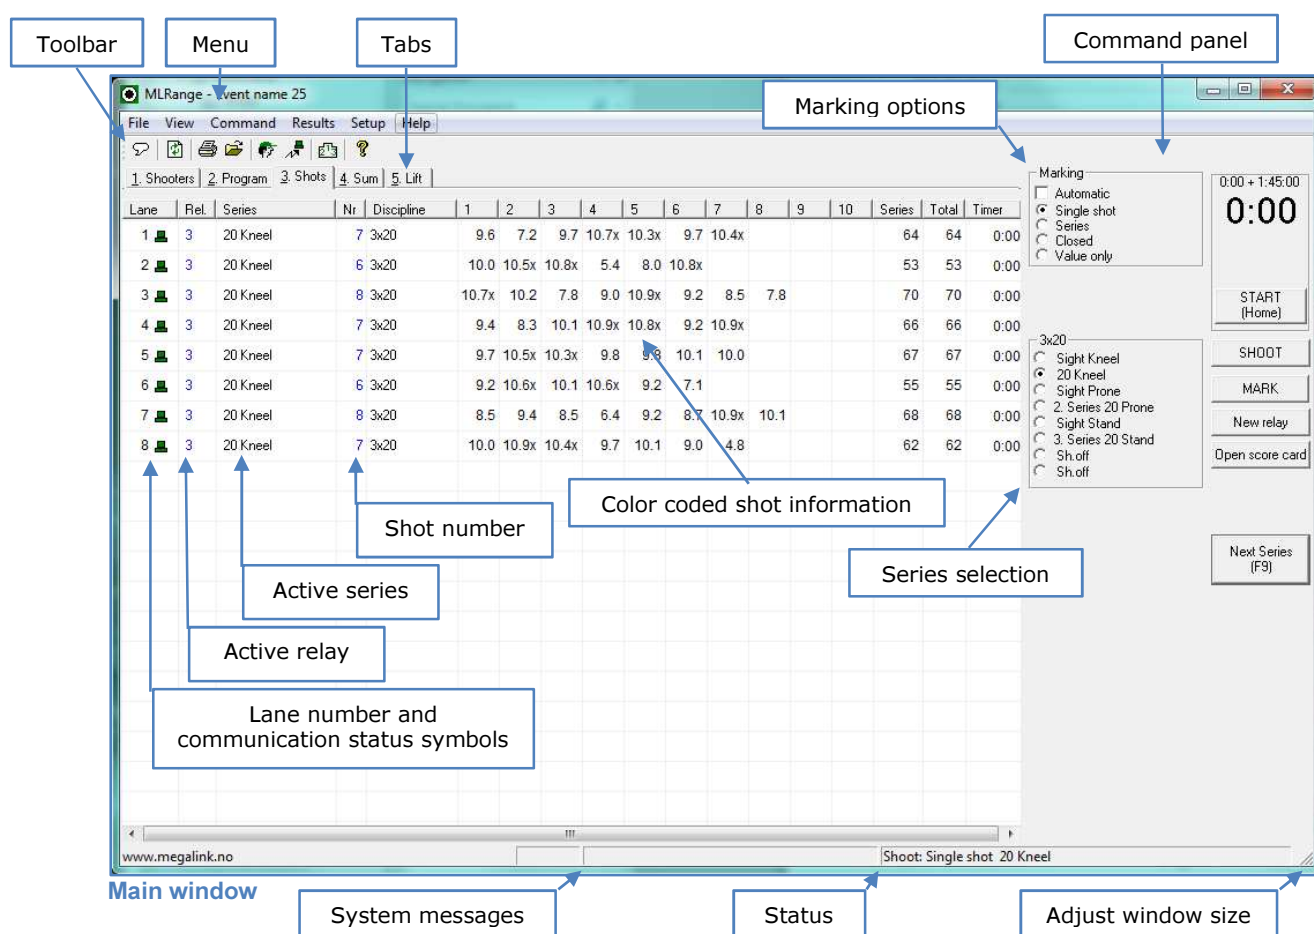 Toolbar
Menu
Tabs
Command panel
MLRange - Event name 25
Marking options
File View Command Results Setup Help
1. Shooters 2. Program 3. Shots 4. Sum 5. Lift
Marking
Automatic
Single shot
Series
Closed
Value only
0:00 + 1:45:00
0:00
START
(Home)
Lane Rel. Series Nr Discipline 1 2 3 4 5 6 7 8 9 10 Series Total Timer
1 3 20 Kneel 7 3x20 9.6 7.2 9.7 10.7x 10.3x 9.7 10.4x 64 64 0:00
2 3 20 Kneel 6 3x20 10.0 10.5x 10.8x 5.4 8.0 10.8x 53 53 0:00
3 3 20 Kneel 8 3x20 10.7x 10.2 7.8 9.0 10.9x 9.2 8.5 7.8 70 70 0:00
4 3 20 Kneel 7 3x20 9.4 8.3 10.1 10.9x 10.8x 9.2 10.9x 66 66 0:00
5 3 20 Kneel 7 3x20 9.7 10.5x 10.3x 9.8 9.8 10.1 10.0 67 67 0:00
6 3 20 Kneel 6 3x20 9.2 10.6x 10.1 10.6x 9.2 7.1 55 55 0:00
7 3 20 Kneel 8 3x20 8.5 9.4 8.5 6.4 9.2 8.7 10.9x 10.1 68 68 0:00
8 3 20 Kneel 7 3x20 10.0 10.9x 10.4x 9.7 10.1 9.0 4.8 62 62 0:00
3x20
Sight Kneel
20 Kneel
Sight Prone
2. Series 20 Prone
Sight Stand
3. Series 20 Stand
Sh.off
Sh.off
SHOOT
MARK
New relay
Open score card
Next Series
(F9)
Color coded shot information
Shot number
Series selection
Active series
Active relay
Lane number and
communication status symbols
www.megalink.no
Shoot: Single shot 20 Kneel
Main window
System messages
Status
Adjust window size